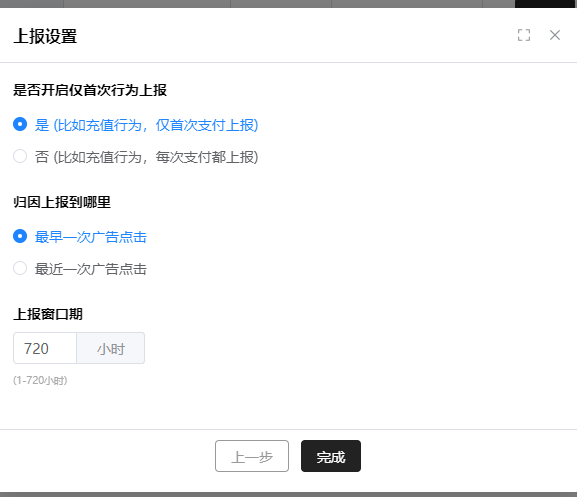 上报设置
是否开启仅首次行为上报
是 (比如充值行为，仅首次支付上报)
否 (比如充值行为，每次支付都上报)
归因上报到哪里
最早一次广告点击
最近一次广告点击
上报窗口期
720 小时
(1-720小时)
上一步 完成